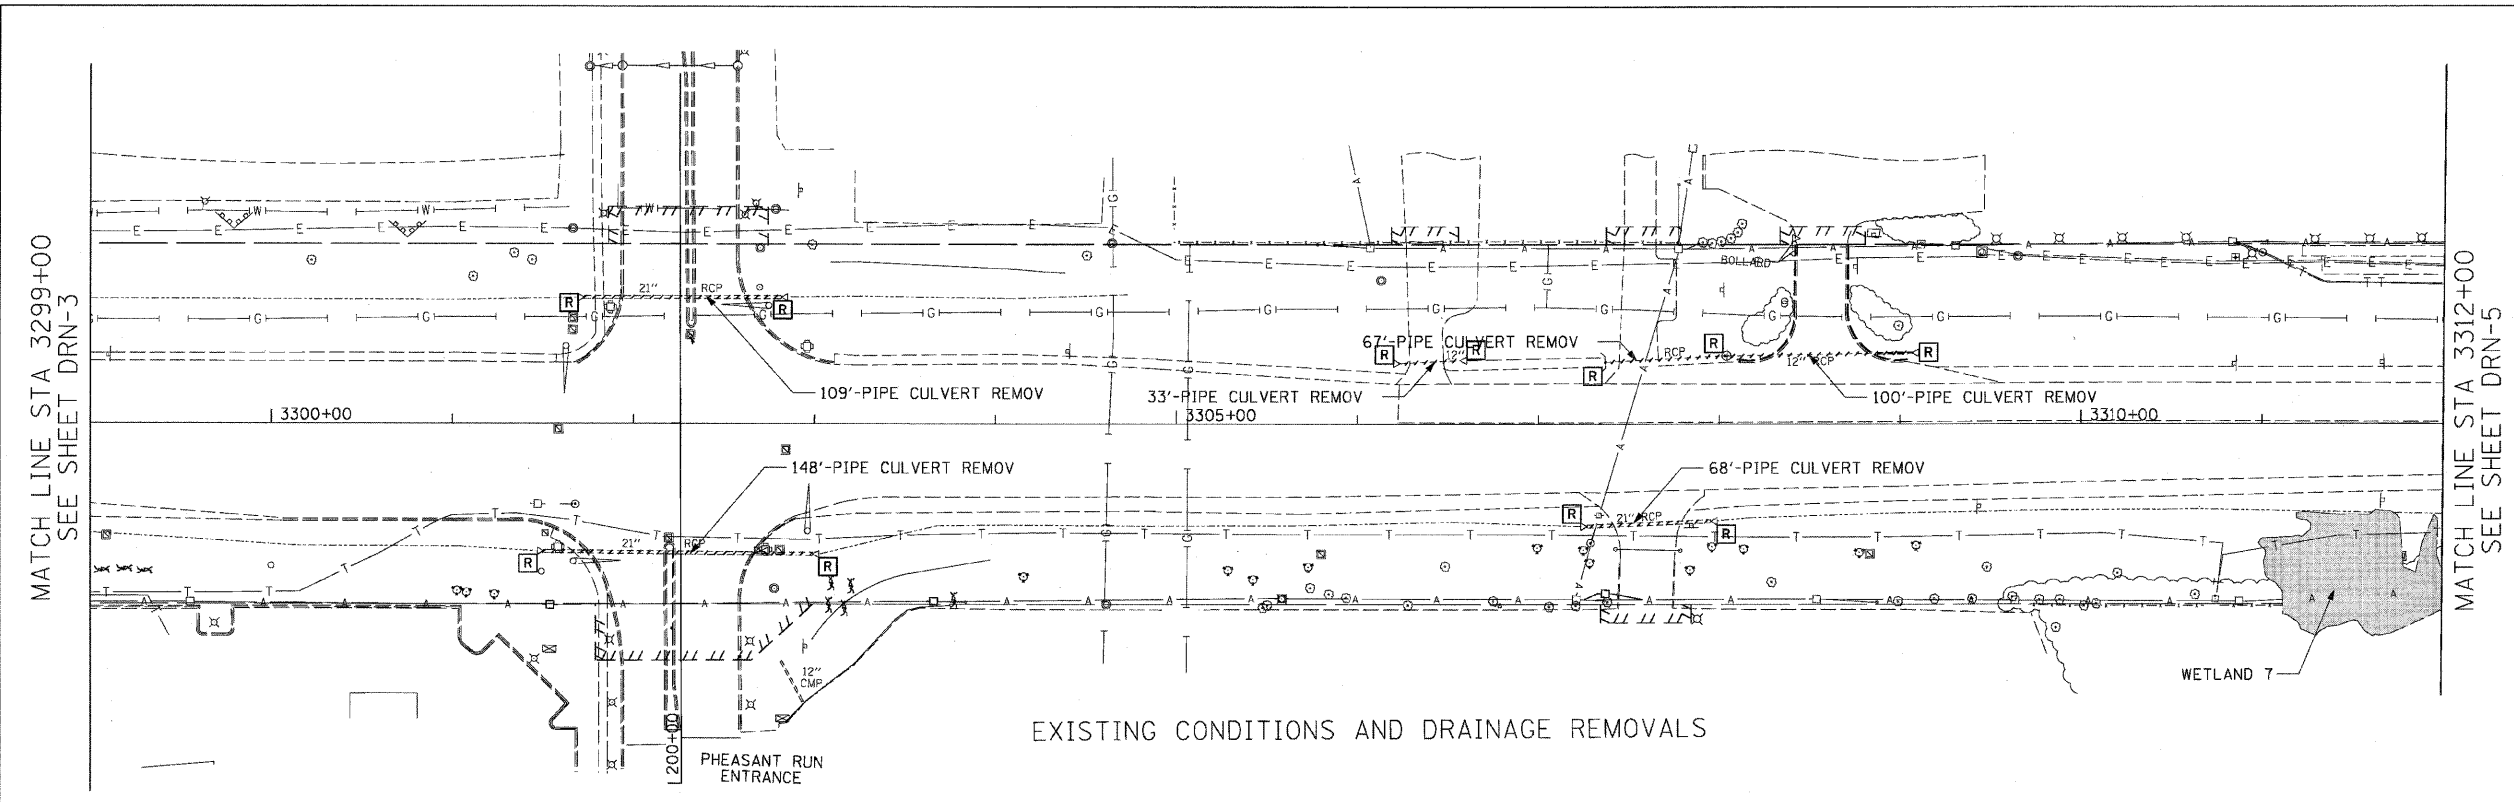 MATCH LINE STA 3299+00
SEE SHEET DRN-3
W
W
W
E
E
E
E
E
E
E
E
E
E
G
G
G
G
G
G
R
21"
RCP
R
109'-PIPE CULVERT REMOV
33'-PIPE CULVERT REMOV
67'-PIPE CULVERT REMOV
R
12"
R
R
RCP
R
12"
RCP
R
BOLLARD
100'-PIPE CULVERT REMOV
3300+00
3305+00
3310+00
148'-PIPE CULVERT REMOV
68'-PIPE CULVERT REMOV
R
21"
RCP
R
R
21"
RCP
R
T
T
T
T
A
A
A
A
12"
CMP
200+00
PHEASANT RUN
ENTRANCE
WETLAND 7
EXISTING CONDITIONS AND DRAINAGE REMOVALS
MATCH LINE STA 3312+00
SEE SHEET DRN-5